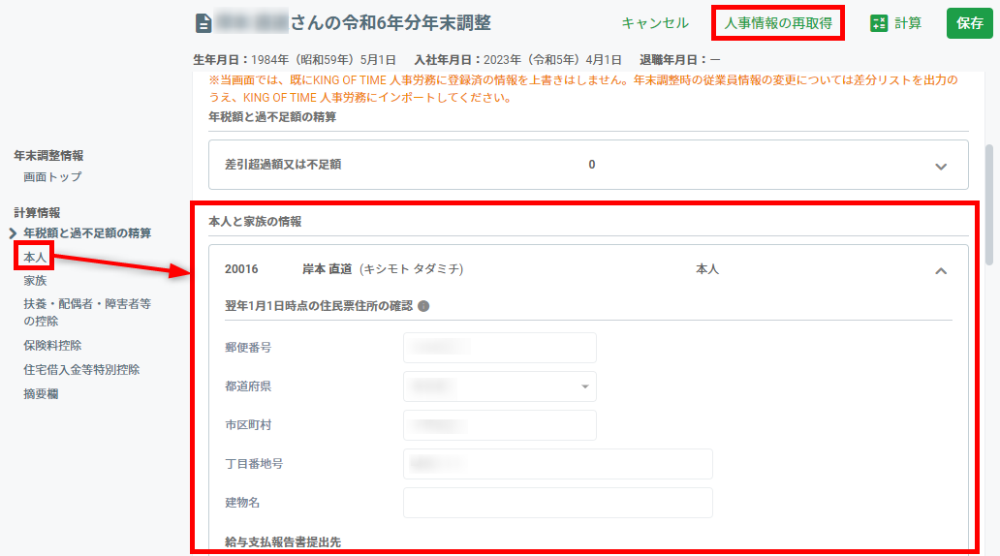 さんの令和6年分年末調整
キャンセル
人事情報の再取得
計算
保存
生年月日：1984年（昭和59年）5月1日 入社年月日：2023年（令和5年）4月1日 退職年月日：ー
※当画面では、既にKING OF TIME 人事労務に登録済の情報を上書きはしません。年末調整時の従業員情報の変更については差分リストを出力の
うえ、KING OF TIME 人事労務にインポートしてください。
年税額と過不足額の精算
差引超過額又は不足額 0
年末調整情報
画面トップ
計算情報
年税額と過不足額の精算
本人
家族
扶養・配偶者・障害者等
の控除
保険料控除
住宅借入金等特別控除
摘要欄
本人と家族の情報
20016 岸本 直道（キシモト タダミチ） 本人
翌年1月1日時点の住民票住所の確認
郵便番号
都道府県
市区町村
丁目番地号
建物名
給与支払報告書提出先